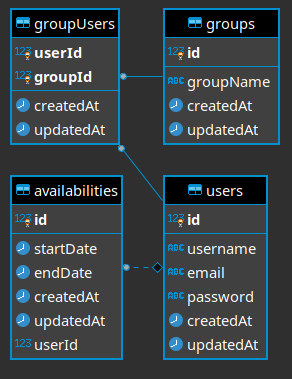 groupUsers
123 userId
123 groupId
createdAt
updatedAt
groups
123 id
ABC groupName
createdAt
updatedAt
availabilities
123 id
startDate
endDate
createdAt
updatedAt
123 userId
users
123 id
ABC username
ABC email
ABC password
createdAt
updatedAt